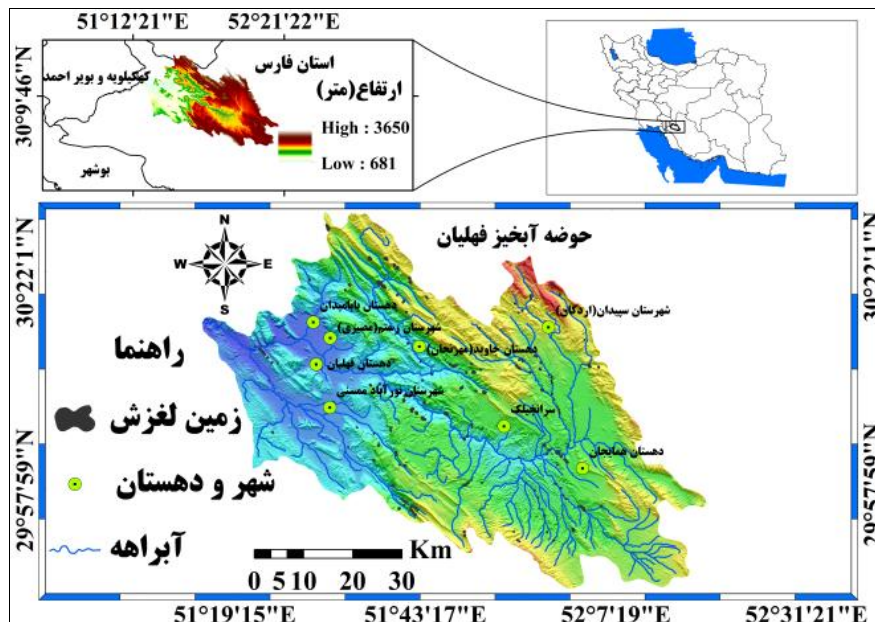 51°12'21"E 52°21'22"E
30°9'46"N
استان فارس
کهکیلویه و بویر احمد
ارتفاع(متر)
High : 3650
Low : 681
بوشهر
حوضه آبخیز فهلیان
N
W E
S
30°22'1"N
30°22'1"N
دهستان بابامیدان
شهرستان رستم(مصیری)
شهرستان سپیدان(اردکان)
دهستان جاوید(مهرنجان)
دهستان فهلیان
شهرستان نورآباد ممسنی
سرانجیلک
دهستان همایجان
راهنما
زمین لغزش
شهر و دهستان
آبراهه
29°57'59"N
29°57'59"N
Km
0 5 10 20 30
51°19'15"E 51°43'17"E 52°7'19"E 52°31'21"E